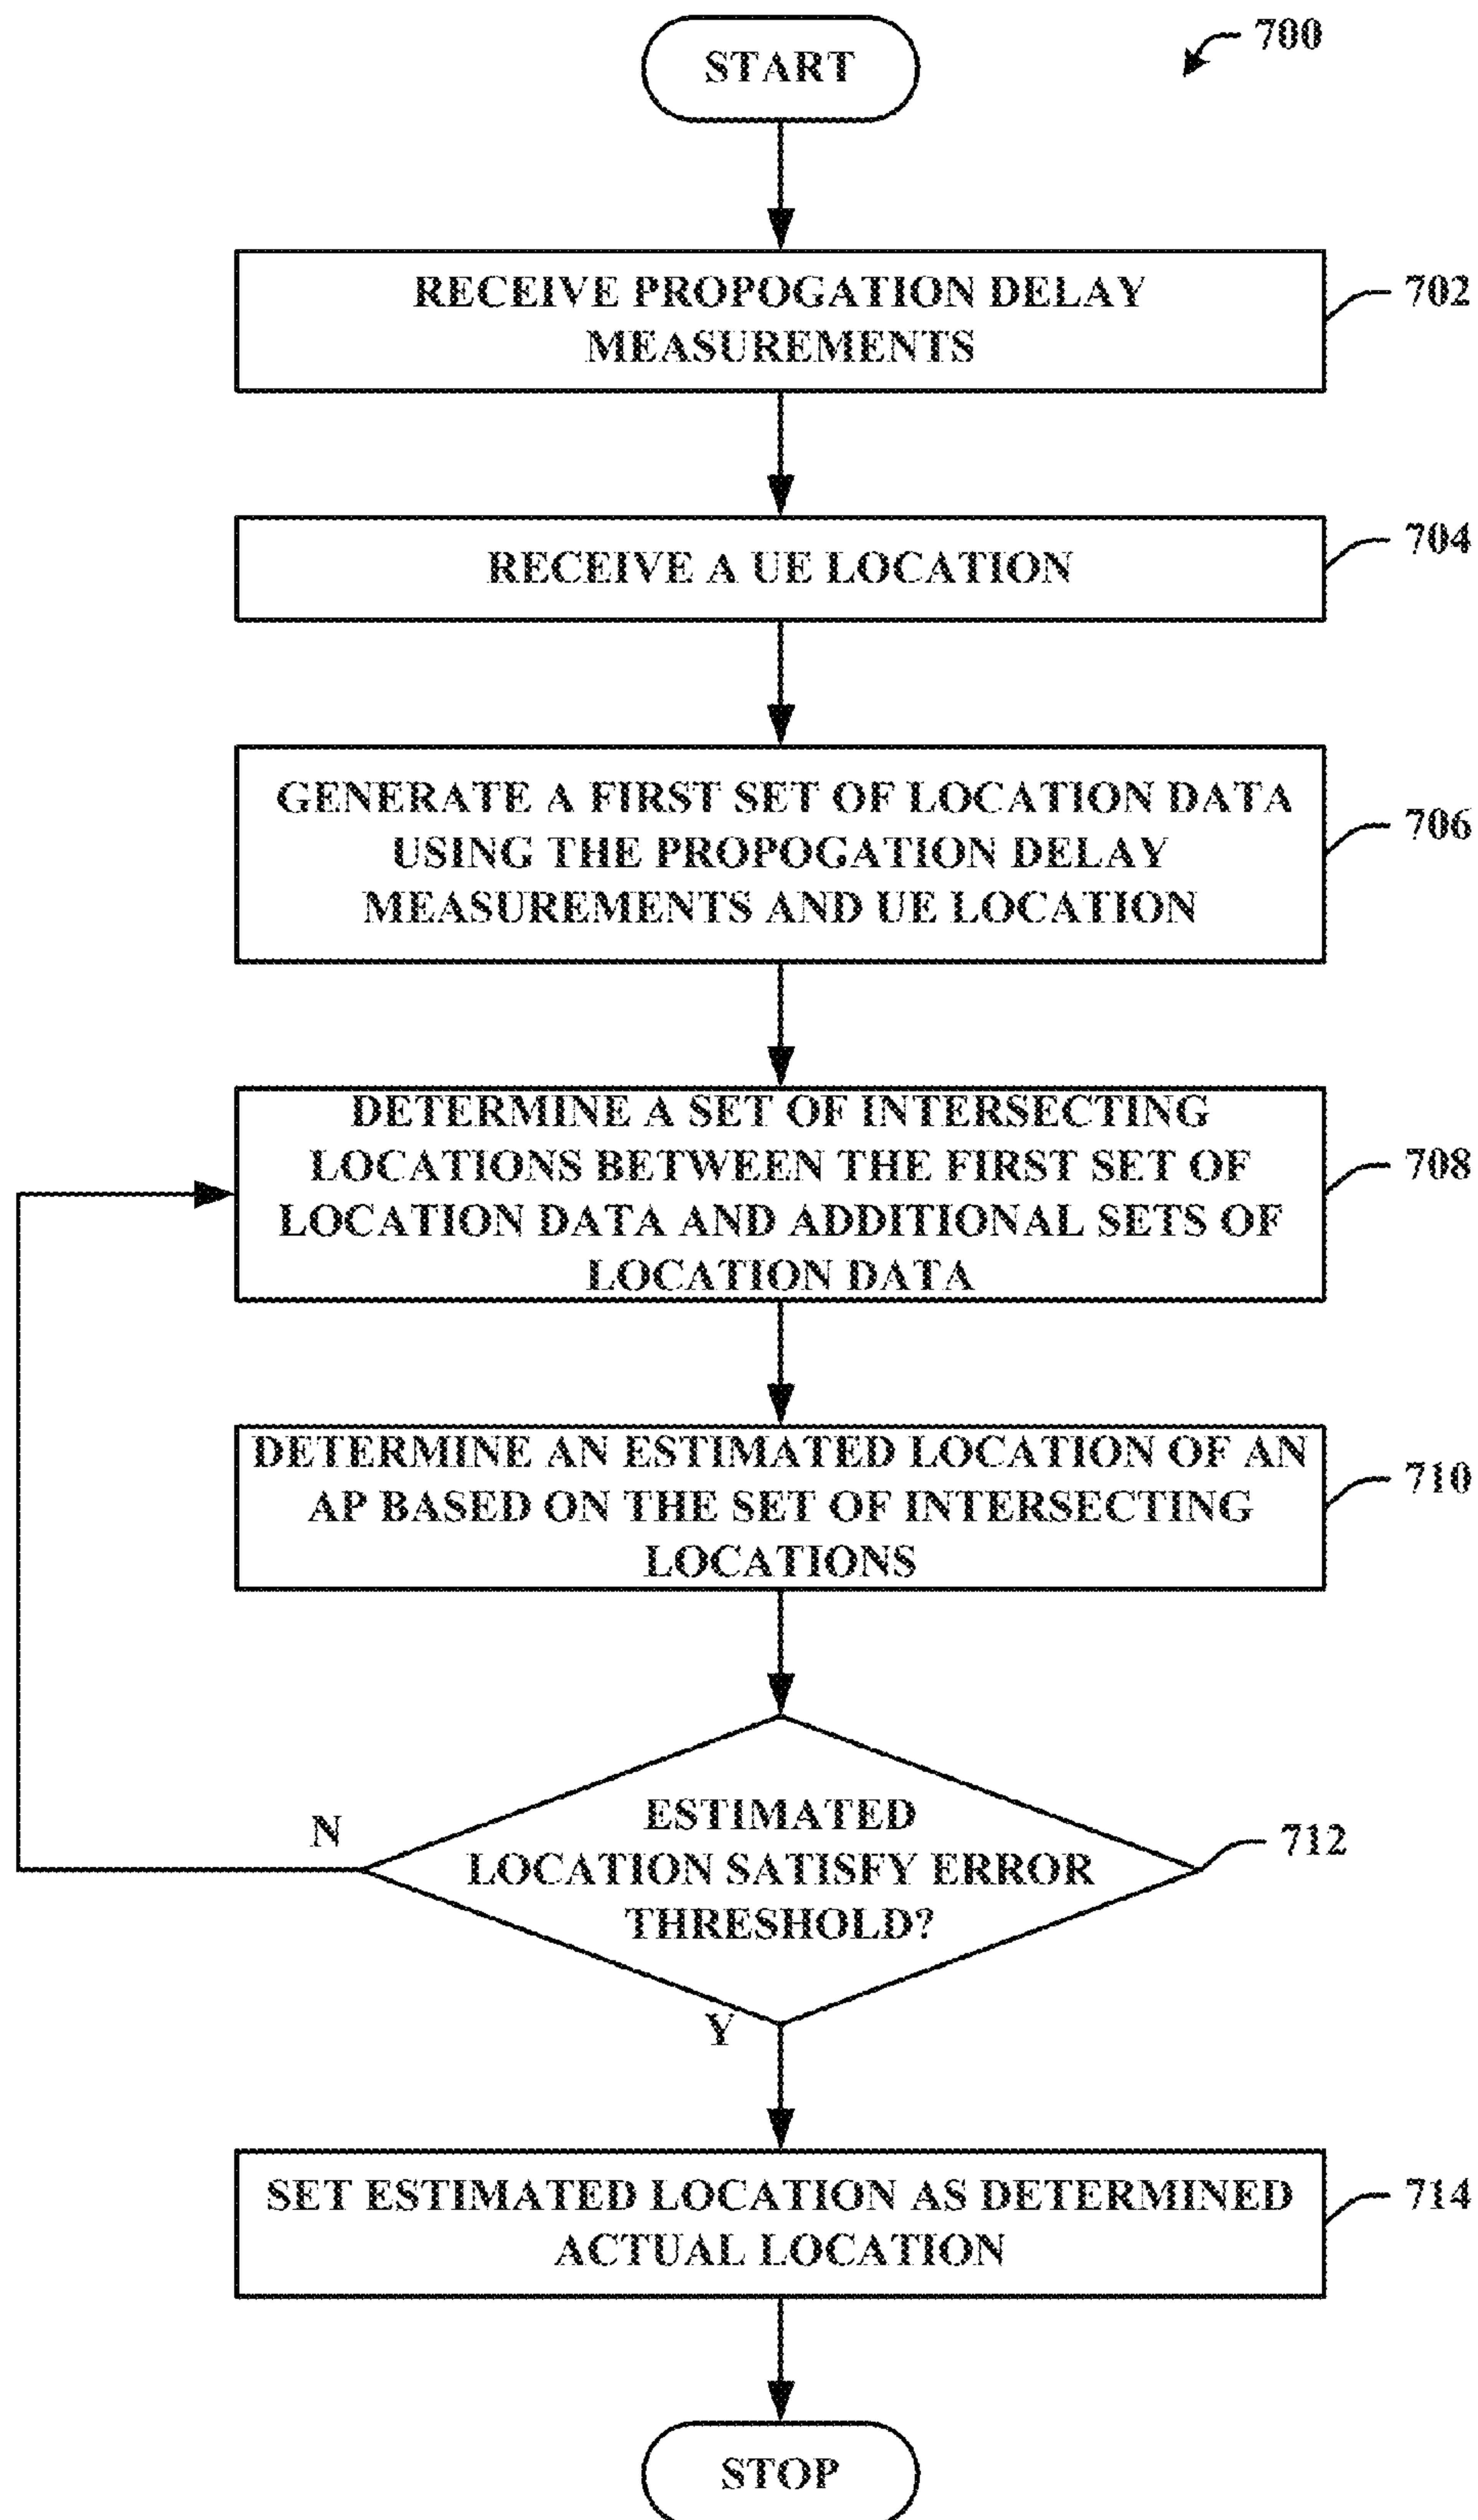 START
700
RECEIVE PROPOGATION DELAY
MEASUREMENTS
702
RECEIVE A UE LOCATION
704
GENERATE A FIRST SET OF LOCATION DATA
USING THE PROPOGATION DELAY
MEASUREMENTS AND UE LOCATION
706
DETERMINE A SET OF INTERSECTING
LOCATIONS BETWEEN THE FIRST SET OF
LOCATION DATA AND ADDITIONAL SETS OF
LOCATION DATA
708
DETERMINE AN ESTIMATED LOCATION OF AN
AP BASED ON THE SET OF INTERSECTING
LOCATIONS
710
N
ESTIMATED
LOCATION SATISFY ERROR
THRESHOLD?
712
Y
SET ESTIMATED LOCATION AS DETERMINED
ACTUAL LOCATION
714
STOP